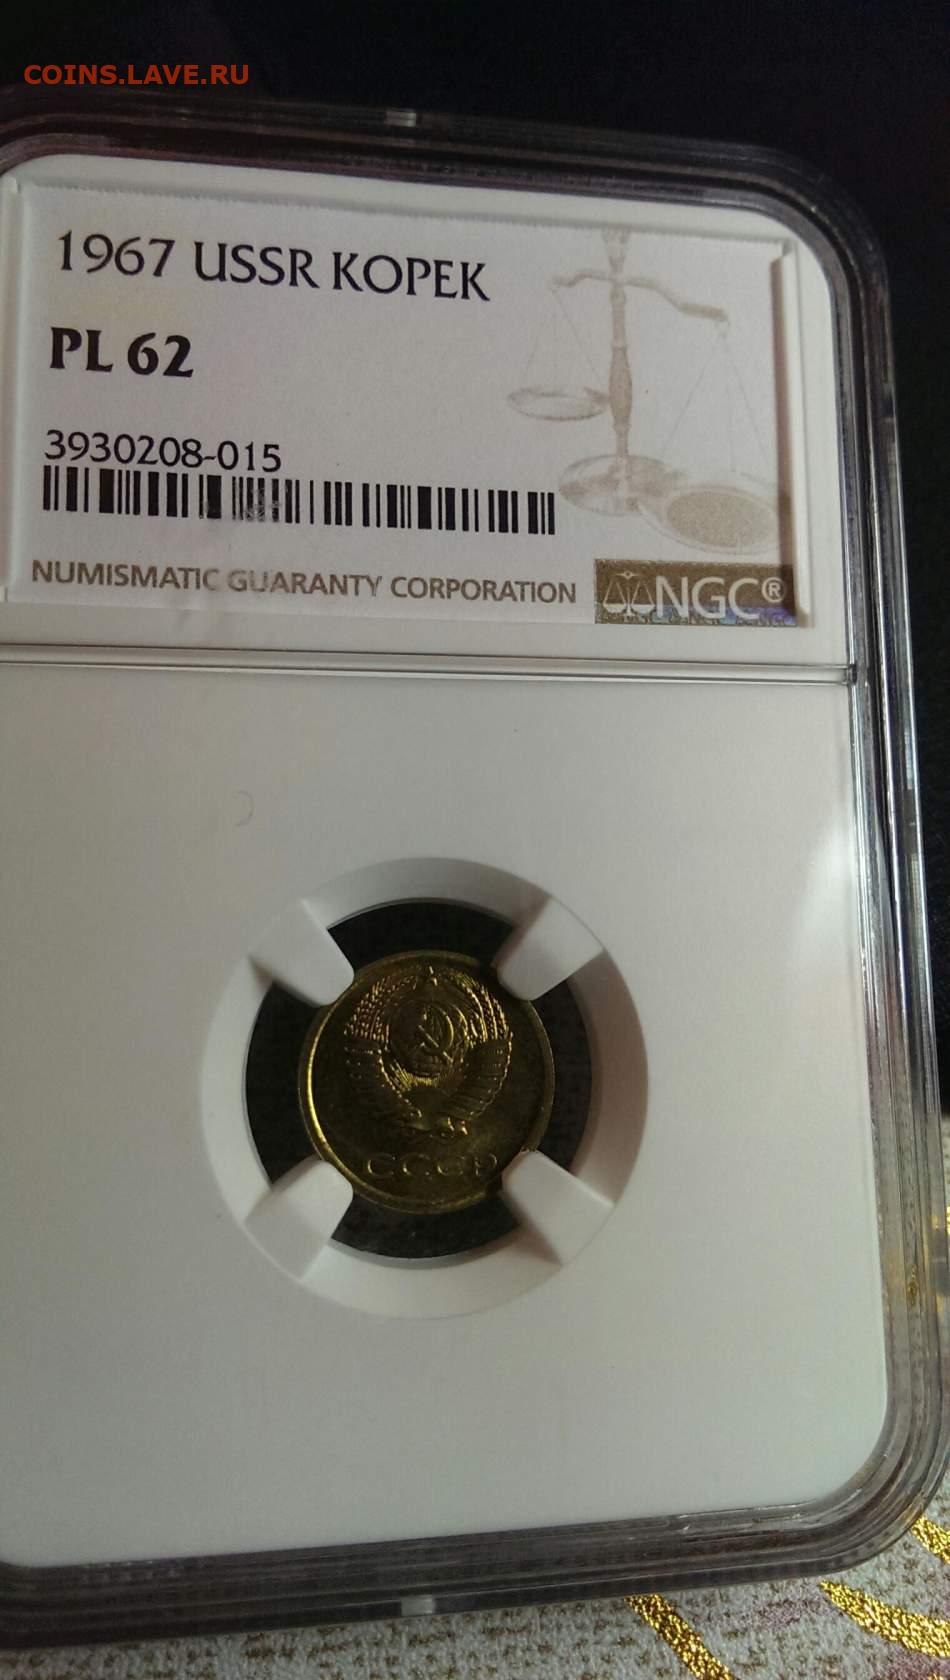 COINS.LAVE.RU
1967 USSR KOPEK
PL 62
3930208-015
NUMISMATIC GUARANTY CORPORATION
NGC®
СССР